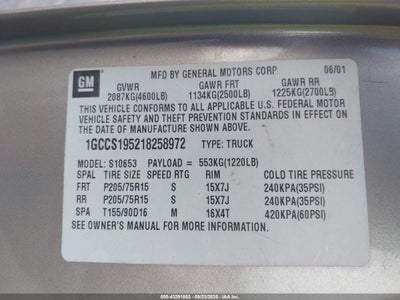 GM
MFD BY GENERAL MOTORS CORP 06/01
GVWR GAWR FRT GAWR RR
2087KG(4600LB) 1134KG(2500LB) 1225KG(2700LB)
THIS VEHICLE CONFORMS TO ALL APPLICABLE U.S. FEDERAL MOTOR
VEHICLE SAFETY AND THEFT PREVENTION STANDARDS IN EFFECT ON THE
DATE OF MANUFACTURE SHOWN ABOVE.
1GCCS195218258972 TYPE: TRUCK
MODEL: S10653 PAYLOAD = 553KG(1220LB)
SPAL TIRE SIZE SPEED RTG RIM COLD TIRE PRESSURE
FRT P205/75R15 S 15X7J 240KPA(35PSI)
RR P205/75R15 S 15X7J 240KPA(35PSI)
SPA T155/90D16 M 16X4T 420KPA(60PSI)
SEE OWNER'S MANUAL FOR MORE INFORMATION.
000-43291553 - 09/23/2025 - IAAI.COM